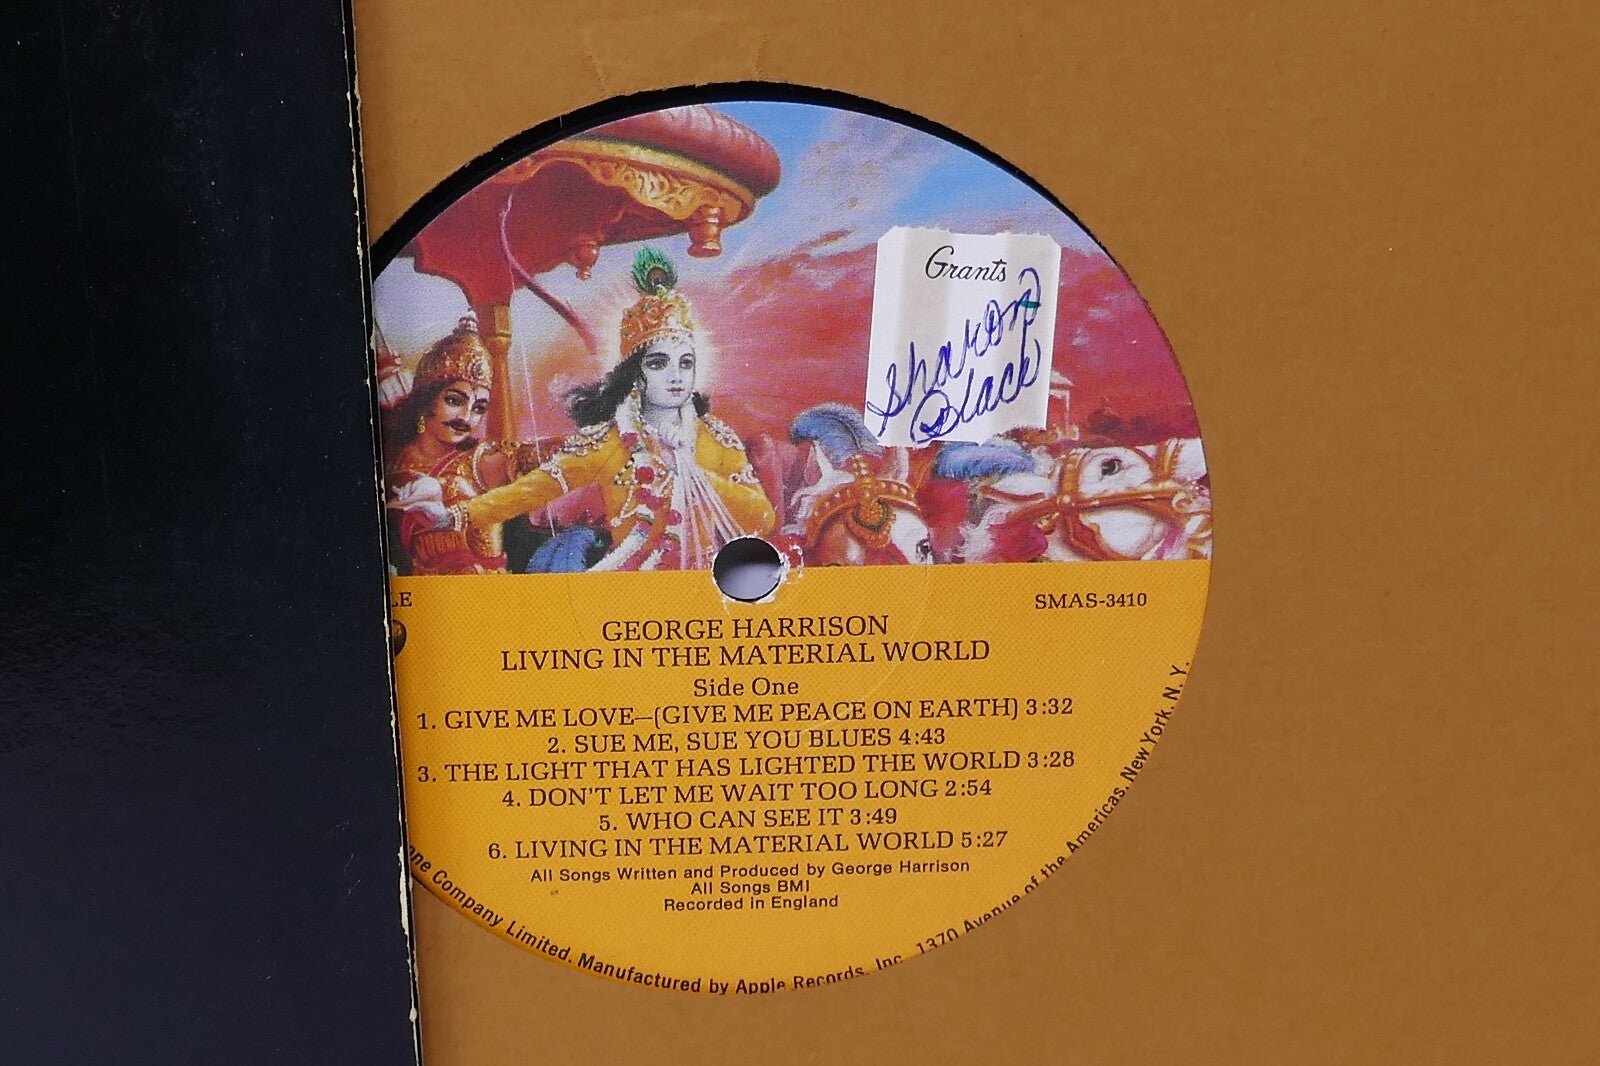 Grants
Sharon
Black
LE
SMAS-3410
GEORGE HARRISON
LIVING IN THE MATERIAL WORLD
Side One
1. GIVE ME LOVE—(GIVE ME PEACE ON EARTH) 3:32
2. SUE ME, SUE YOU BLUES 4:43
3. THE LIGHT THAT HAS LIGHTED THE WORLD 3:28
4. DON'T LET ME WAIT TOO LONG 2:54
5. WHO CAN SEE IT 3:49
6. LIVING IN THE MATERIAL WORLD 5:27
All Songs Written and Produced by George Harrison
All Songs BMI
Recorded in England
one Company Limited. Manufactured by Apple Records, Inc. 1370 Avenue of the Americas, New York, N. Y.